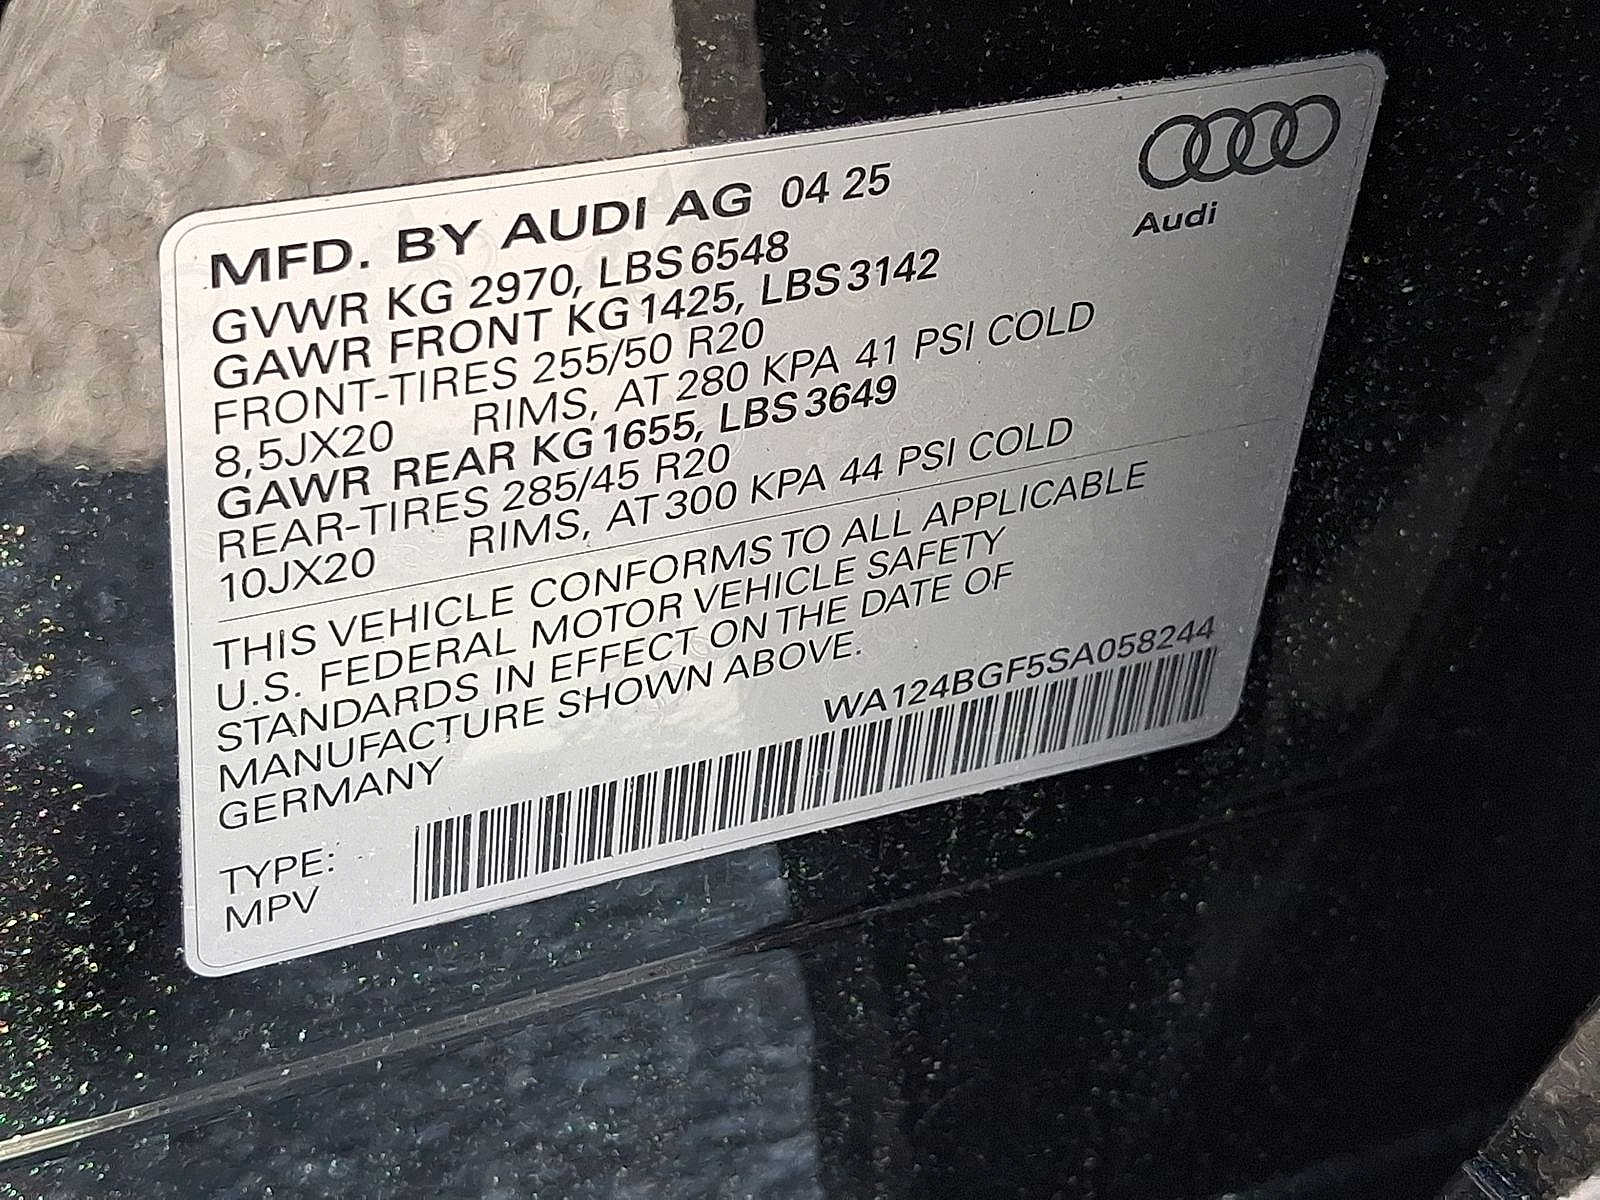 MFD. BY AUDI AG 04 25
Audi
GVWR KG 2970, LBS 6548
GAWR FRONT KG 1425, LBS 3142
FRONT-TIRES 255/50 R20
8,5JX20 RIMS, AT 280 KPA 41 PSI COLD
GAWR REAR KG 1655, LBS 3649
REAR-TIRES 285/45 R20
10JX20 RIMS, AT 300 KPA 44 PSI COLD
THIS VEHICLE CONFORMS TO ALL APPLICABLE
U.S. FEDERAL MOTOR VEHICLE SAFETY
STANDARDS IN EFFECT ON THE DATE OF
MANUFACTURE SHOWN ABOVE.
GERMANY
WA124BGF5SA058244
TYPE:
MPV